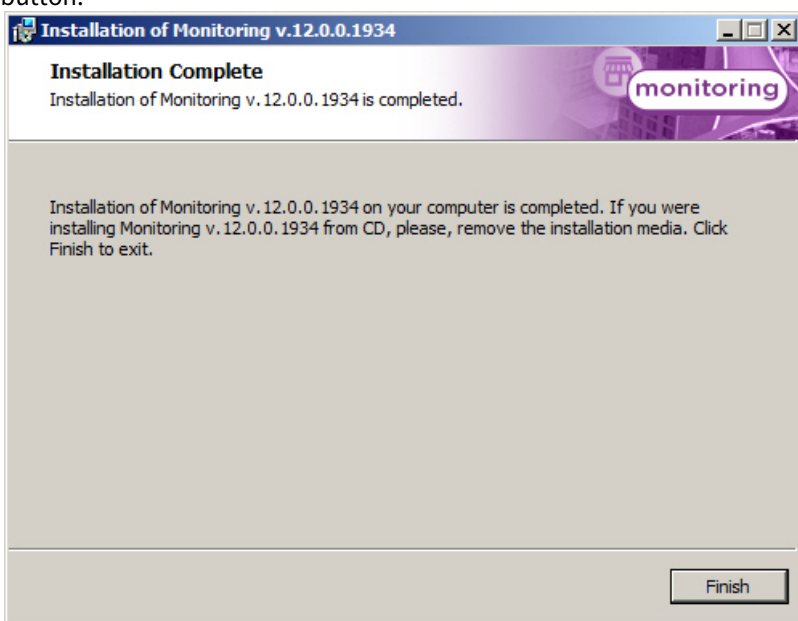 button.
Installation of Monitoring v.12.0.0.1934
Installation Complete
Installation of Monitoring v.12.0.0.1934 is completed.
monitoring
Installation of Monitoring v.12.0.0.1934 on your computer is completed. If you were
installing Monitoring v.12.0.0.1934 from CD, please, remove the installation media. Click
Finish to exit.
Finish